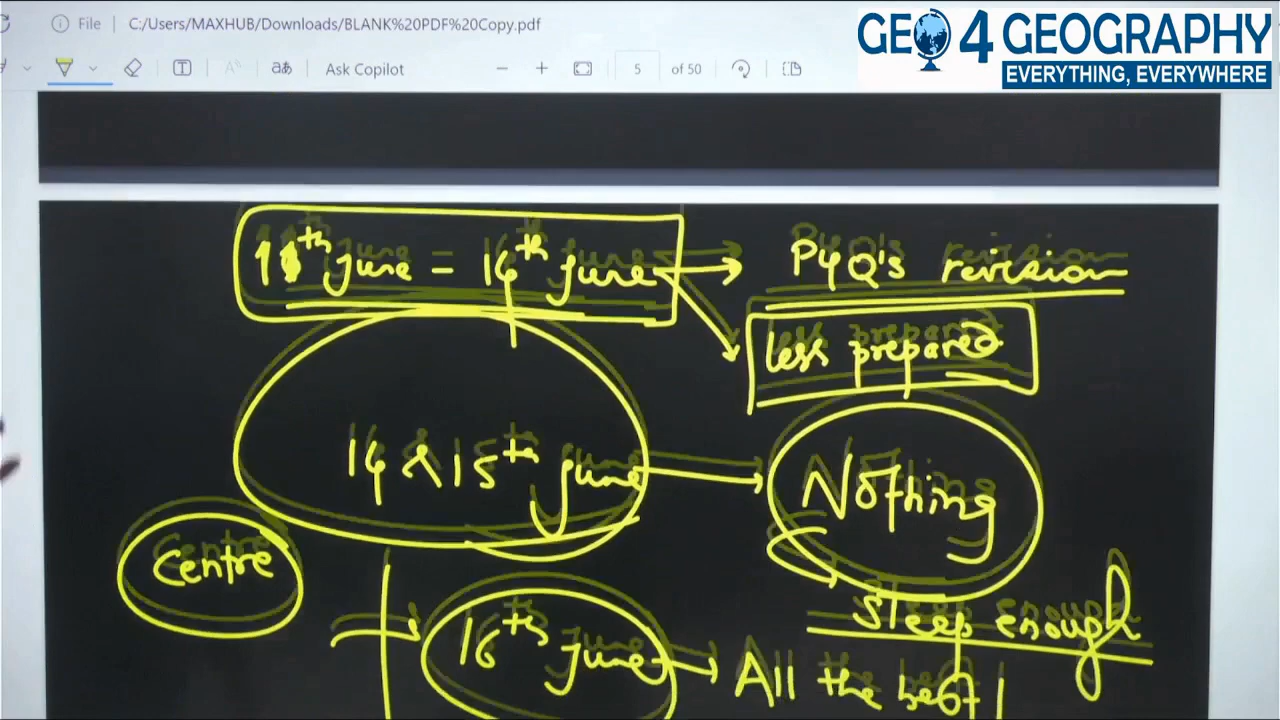 File C:/Users/MAXHUB/Downloads/BLANK%20PDF%20Copy.pdf
GEO 4 GEOGRAPHY
EVERYTHING, EVERYWHERE
Ask Copilot
5 of 50
11th June = 14th June
PYQ's revision
less prepared
14 & 15th June
Nothing
Centre
Sleep enough
16th June
All the best !